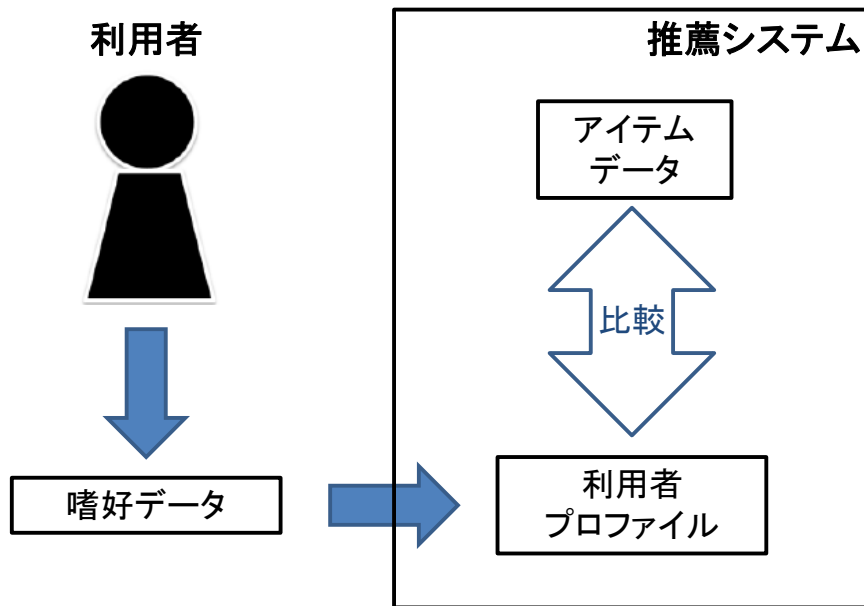 利用者
推薦システム
アイテム
データ
比較
嗜好データ
利用者
プロファイル